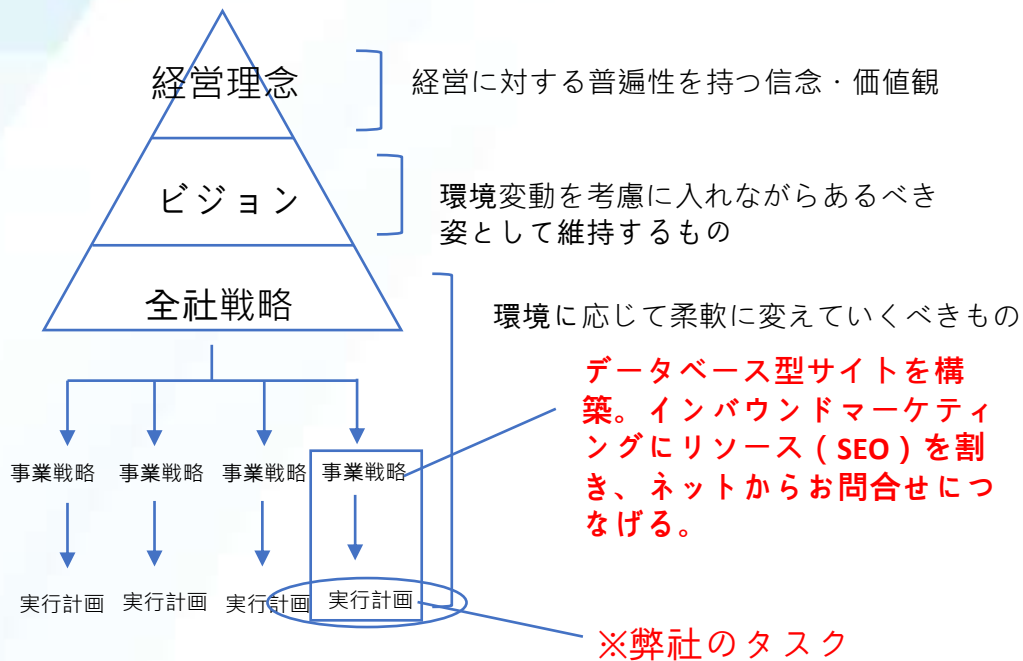 経営理念
経営に対する普遍性を持つ信念・価値観
ビジョン
環境変動を考慮に入れながらあるべき
姿として維持するもの
全社戦略
環境に応じて柔軟に変えていくべきもの
データベース型サイトを構
築。インバウンドマーケティ
ングにリソース（SEO）を割
き、ネットからお問合せにつ
なげる。
事業戦略 事業戦略 事業戦略 事業戦略
実行計画 実行計画 実行計画 実行計画
※弊社のタスク